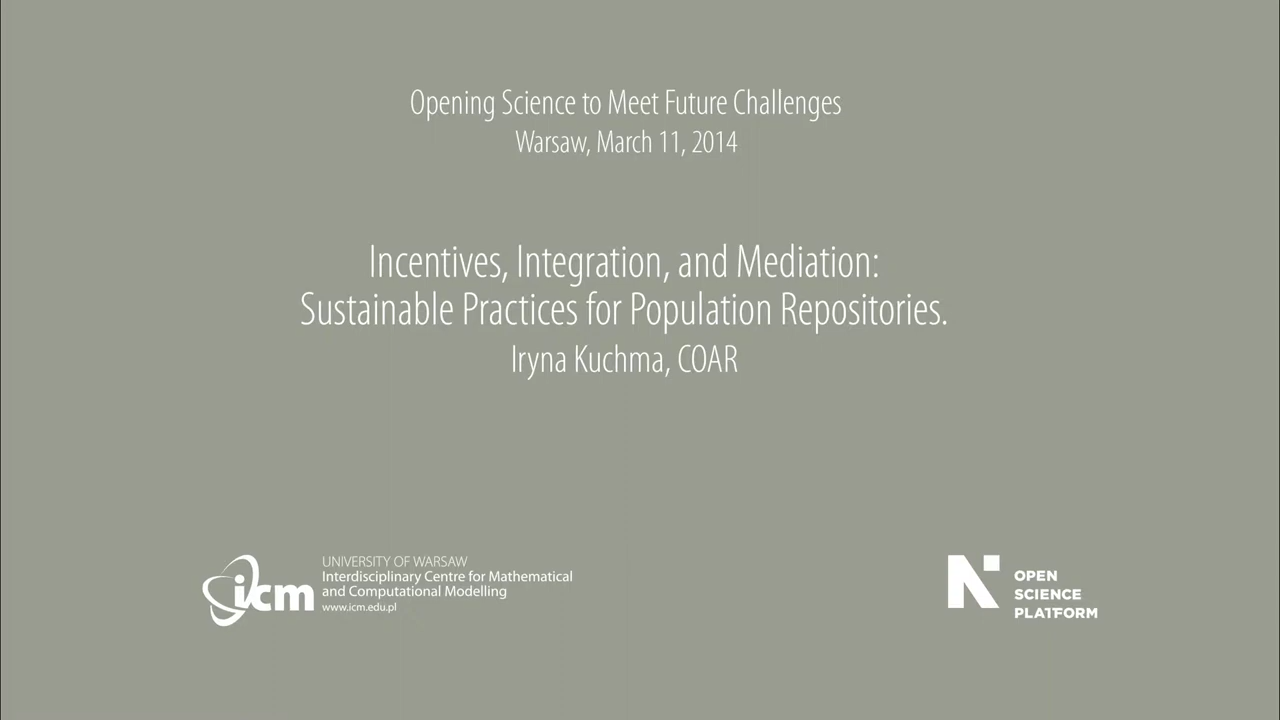 Opening Science to Meet Future Challenges
Warsaw, March 11, 2014
Incentives, Integration, and Mediation:
Sustainable Practices for Population Repositories.
Iryna Kuchma, COAR
icm
UNIVERSITY OF WARSAW
Interdisciplinary Centre for Mathematical
and Computational Modelling
www.icm.edu.pl
N
OPEN
SCIENCE
PLATFORM